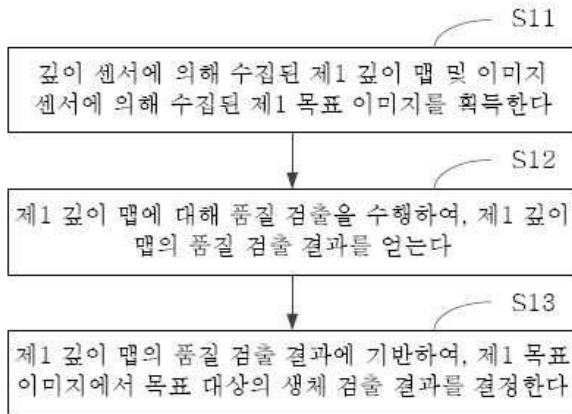 S11
깊이 센서에 의해 수집된 제1 깊이 맵 및 이미지
센서에 의해 수집된 제1 목표 이미지를 획득한다
S12
제1 깊이 맵에 대해 품질 검출을 수행하여, 제1 깊이
맵의 품질 검출 결과를 얻는다
S13
제1 깊이 맵의 품질 검출 결과에 기반하여, 제1 목표
이미지에서 목표 대상의 생체 검출 결과를 결정한다